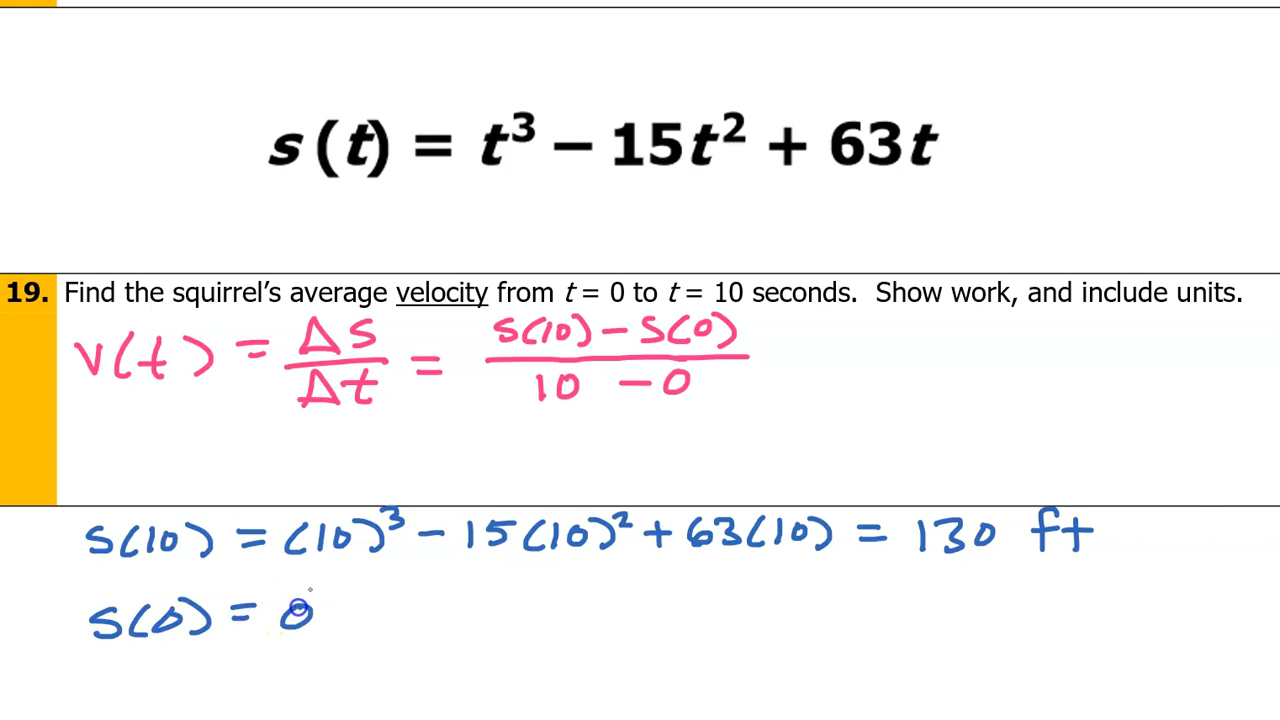 s(t) = t³ − 15t² + 63t
19. Find the squirrel’s average velocity from t = 0 to t = 10 seconds. Show work, and include units.
v(t) = Δs/Δt = (s(10) − s(0))/(10 − 0)
s(10) = (10)³ − 15(10)² + 63(10) = 130 ft
s(0) = 0